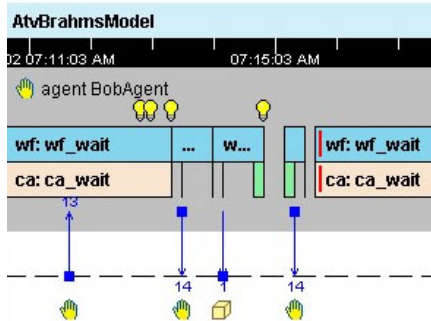 AtvBrahmsModel
02 07:11:03 AM 07:15:03 AM
agent BobAgent
wf: wf_wait ... w... wf: wf_wait
ca: ca_wait ca: ca_wait
13
14 1 14